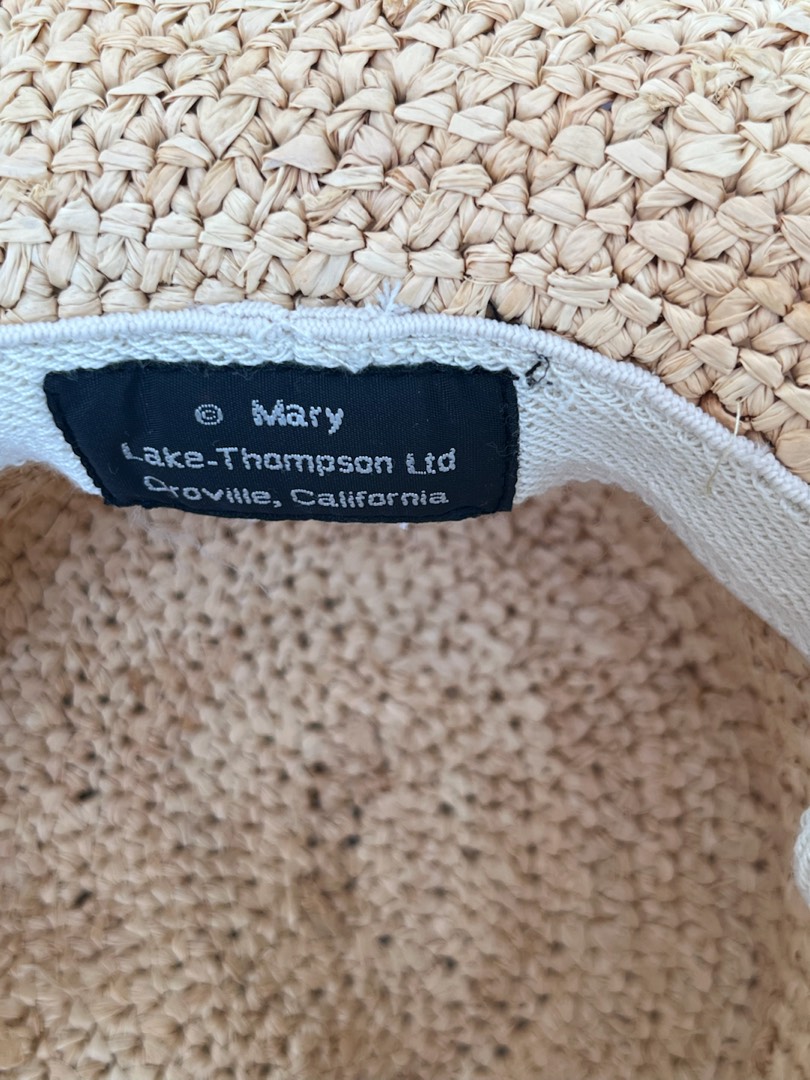 © Mary
Lake-Thompson Ltd
Oroville, California